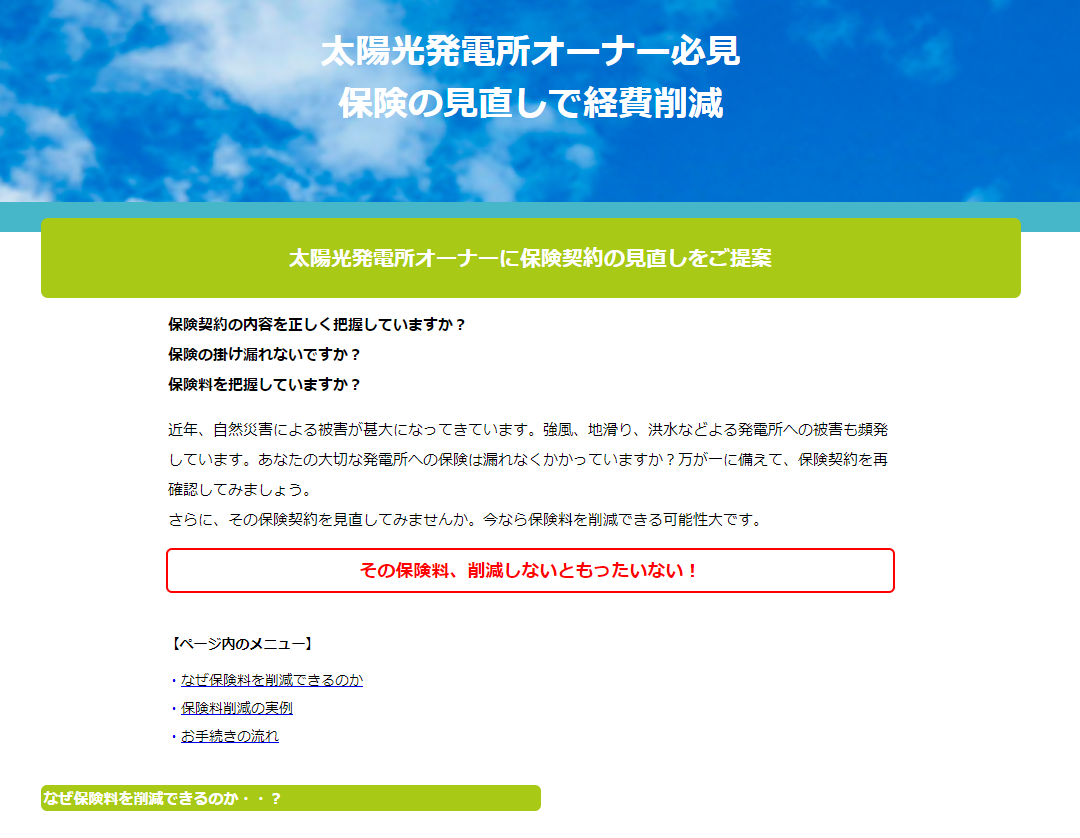 太陽光発電所オーナー必見
保険の見直しで経費削減
太陽光発電所オーナーに保険契約の見直しをご提案
保険契約の内容を正しく把握していますか？
保険の掛け漏れないですか？
保険料を把握していますか？
近年、自然災害による被害が甚大になってきています。強風、地滑り、洪水などよる発電所への被害も頻発
しています。あなたの大切な発電所への保険は漏れなくかかっていますか？万が一に備えて、保険契約を再
確認してみましょう。
さらに、その保険契約を見直してみませんか。今なら保険料を削減できる可能性大です。
その保険料、削減しないともったいない！
【ページ内のメニュー】
・なぜ保険料を削減できるのか
・保険料削減の実例
・お手続きの流れ
なぜ保険料を削減できるのか・・？